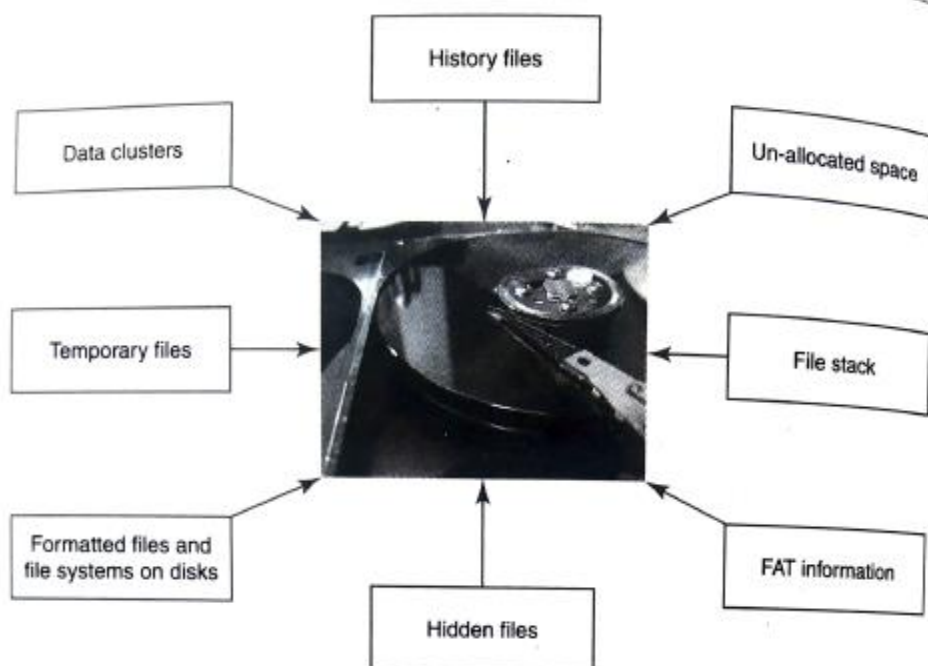 History files
Data clusters
Un-allocated space
Temporary files
File stack
Formatted files and
file systems on disks
FAT information
Hidden files